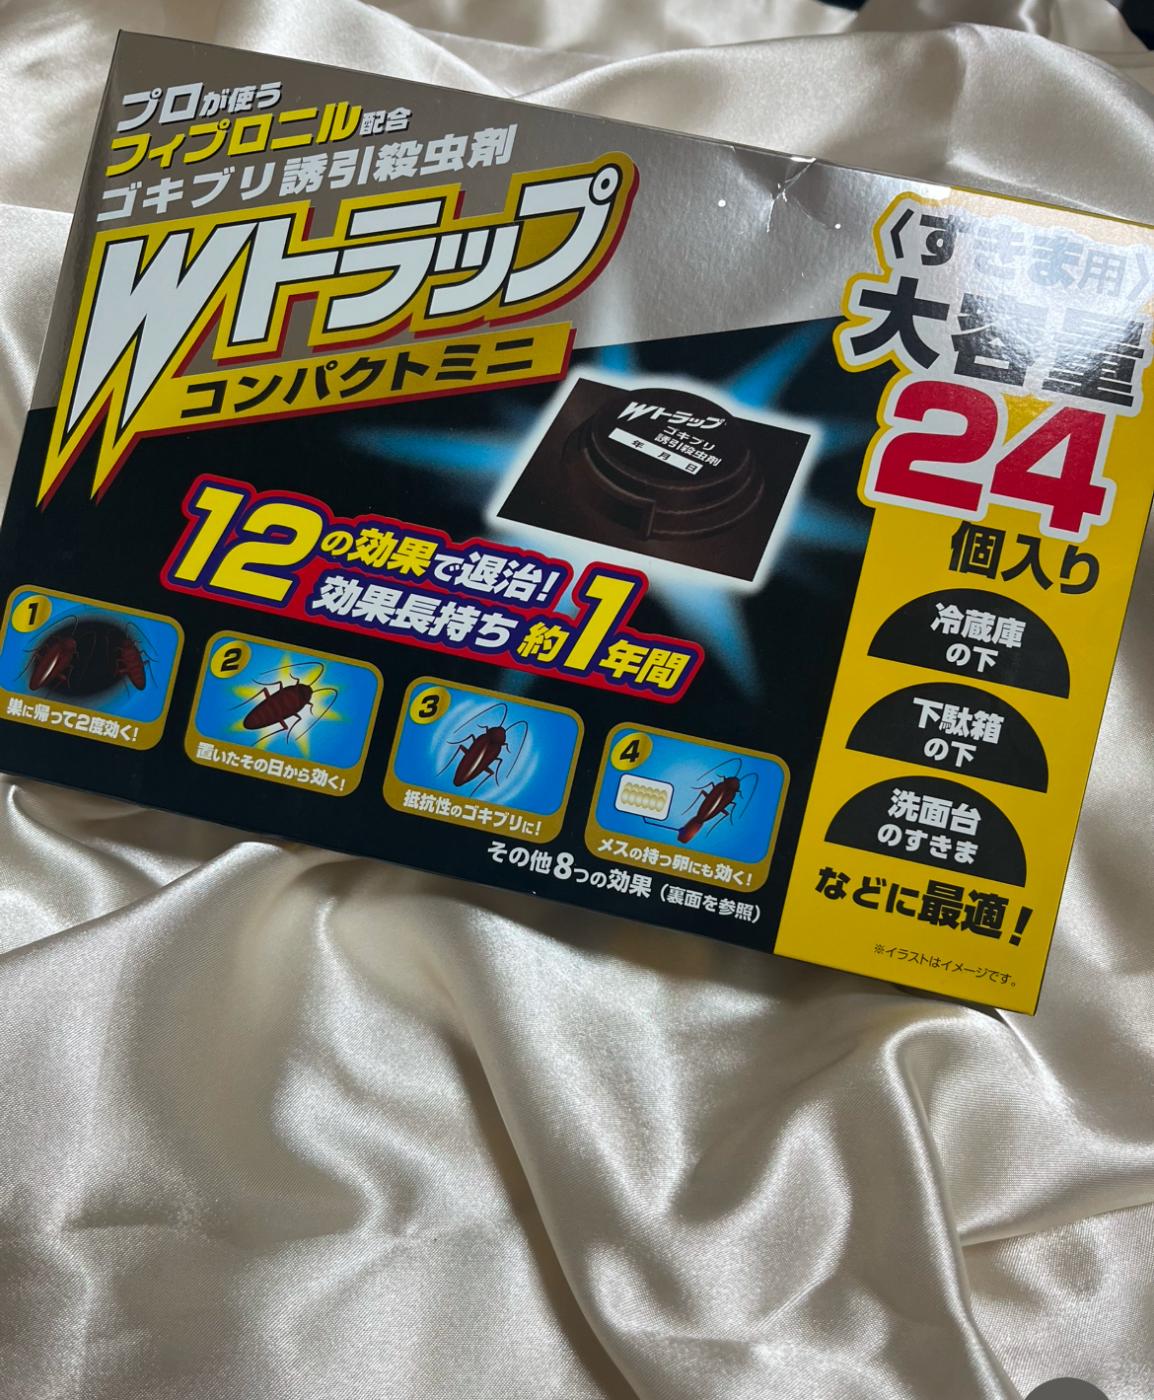 プロが使う
フィプロニル配合
ゴキブリ誘引殺虫剤
Wトラップ
コンパクトミニ
〈すきま用〉
大容量
24
個入り
Wトラップ
ゴキブリ
誘引殺虫剤
年 月 日
12の効果で退治!
効果長持ち 約1年間
1
巣に帰って2度効く!
2
置いたその日から効く!
3
抵抗性のゴキブリに!
4
メスの持つ卵にも効く!
その他8つの効果(裏面を参照)
冷蔵庫
の下
下駄箱
の下
洗面台
のすきま
などに最適!
※イラストはイメージです。